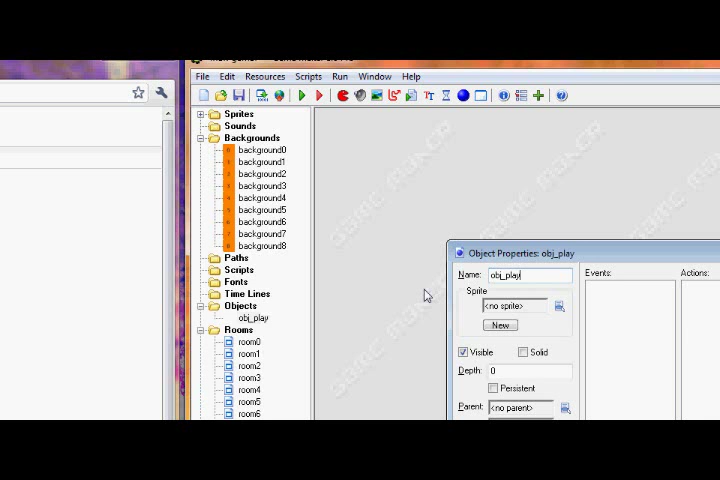 File Edit Resources Scripts Run Window Help
Sprites
Sounds
Backgrounds
background0
background1
background2
background3
background4
background5
background6
background7
background8
Paths
Scripts
Fonts
Time Lines
Objects
obj_play
Rooms
room0
room1
room2
room3
room4
room5
room6
Object Properties: obj_play
Name: obj_play
Sprite
<no sprite>
New
Visible Solid
Depth: 0
Persistent
Parent: <no parent>
Events:
Actions: